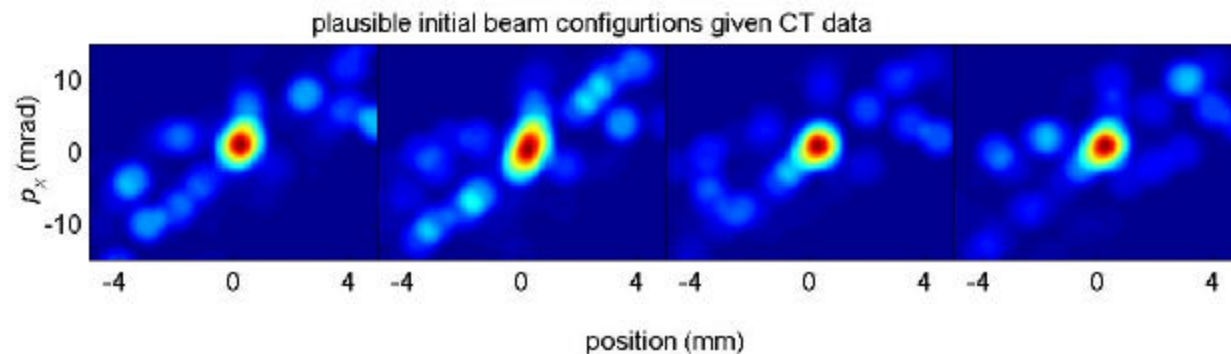 plausible initial beam configurtions given CT data
10
0
-10
p_x (mrad)
-4 0 4 -4 0 4 -4 0 4 -4 0 4
position (mm)